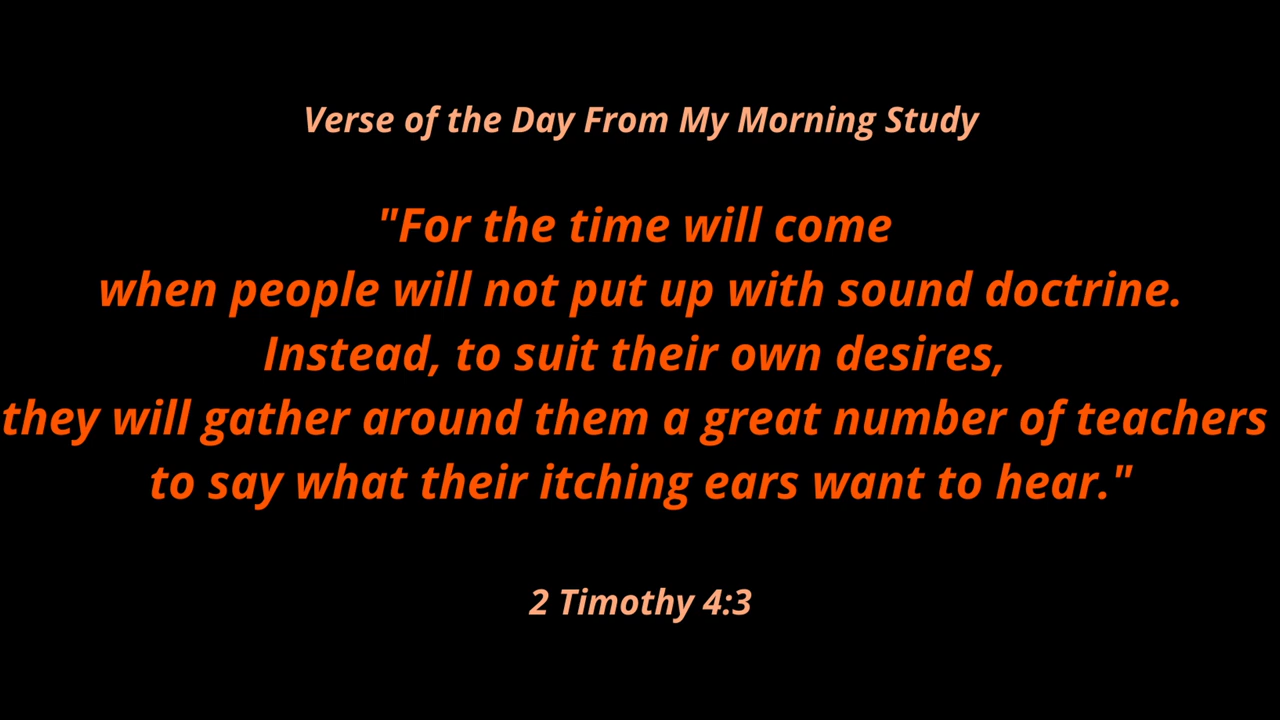 Verse of the Day From My Morning Study
"For the time will come
when people will not put up with sound doctrine.
Instead, to suit their own desires,
they will gather around them a great number of teachers
to say what their itching ears want to hear."
2 Timothy 4:3